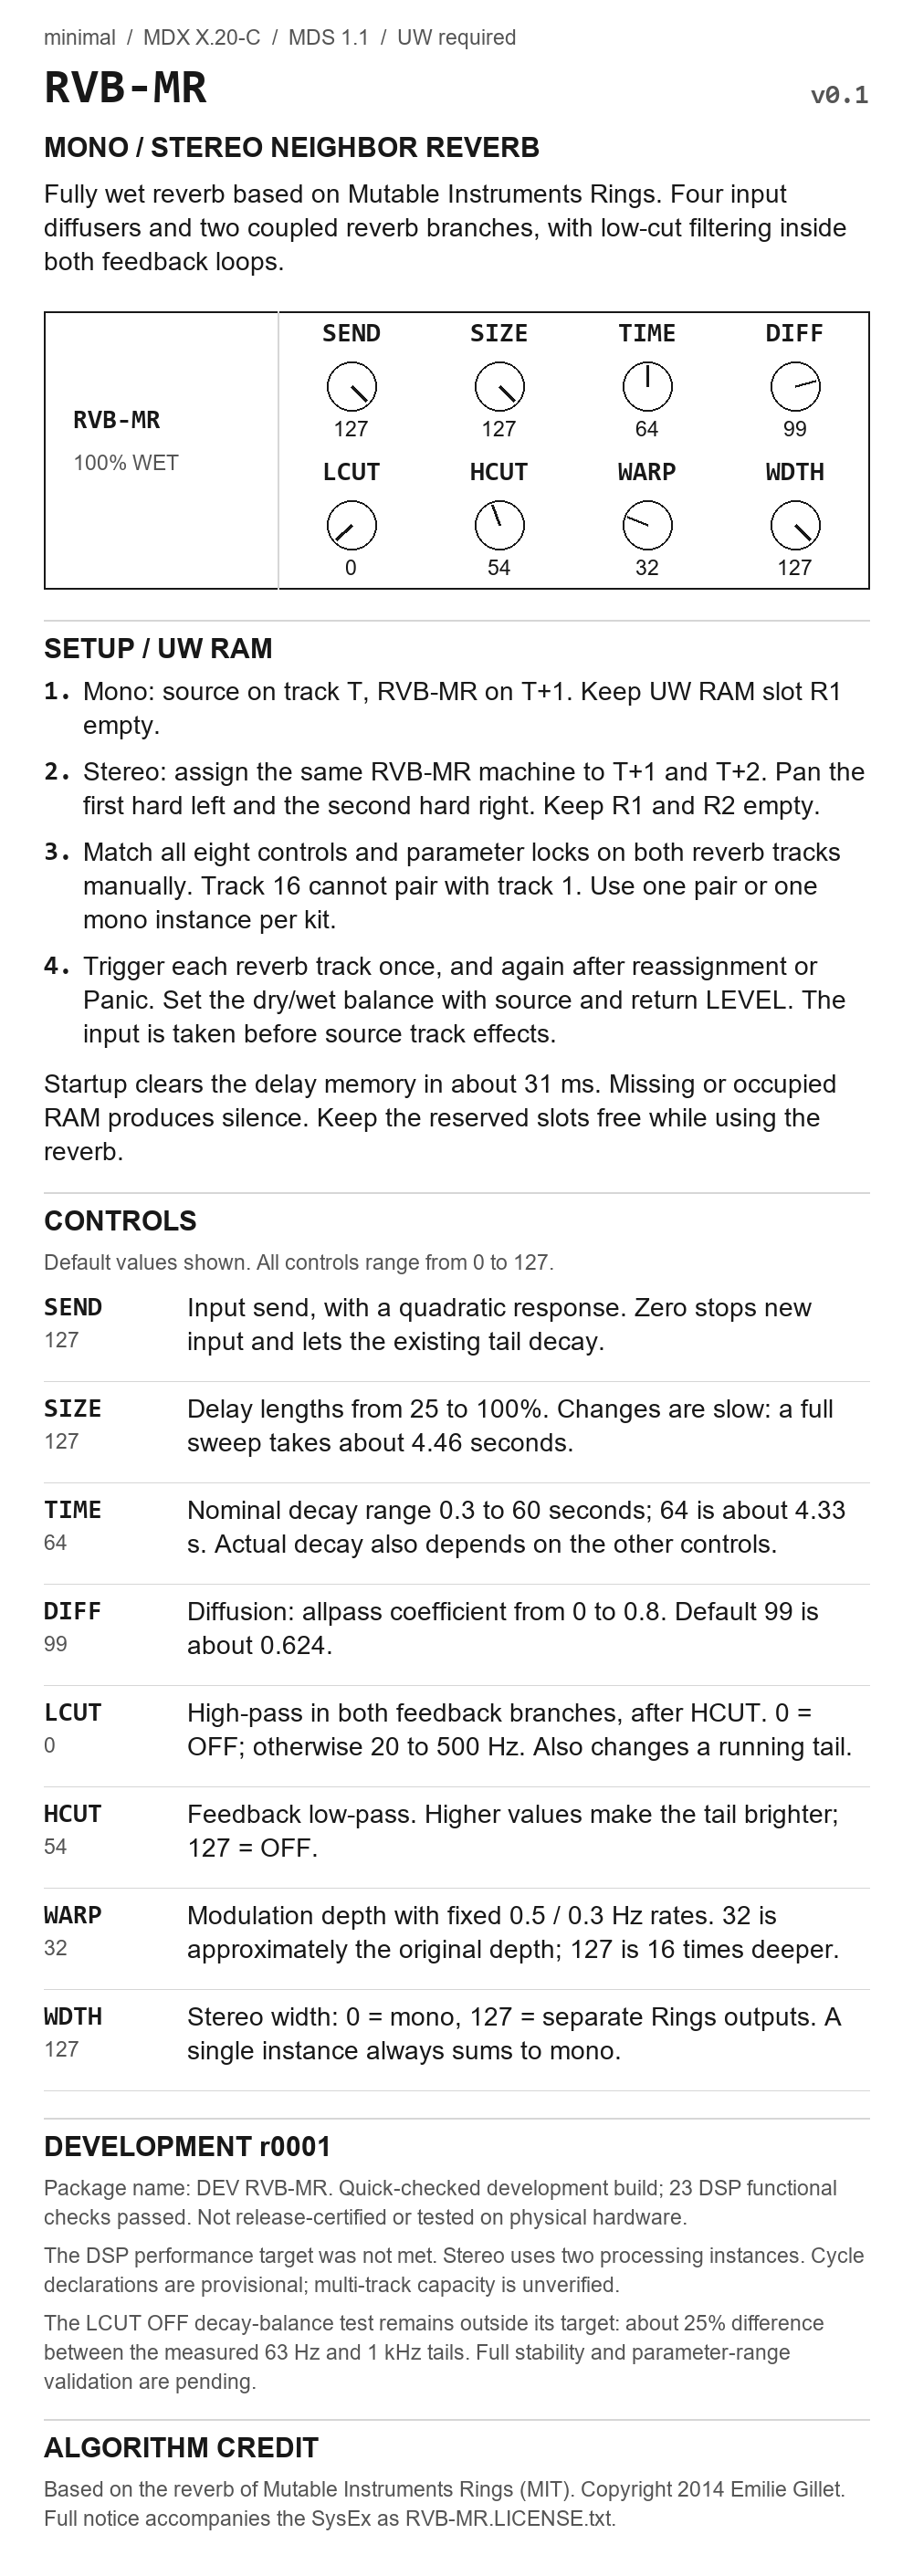 minimal / MDX X.20-C / MDS 1.1 / UW required
RVB-MR
v0.1
MONO / STEREO NEIGHBOR REVERB
Fully wet reverb based on Mutable Instruments Rings. Four input
diffusers and two coupled reverb branches, with low-cut filtering inside
both feedback loops.
RVB-MR
100% WET
SEND SIZE TIME DIFF
127 127 64 99
LCUT HCUT WARP WDTH
0 54 32 127
SETUP / UW RAM
1. Mono: source on track T, RVB-MR on T+1. Keep UW RAM slot R1
empty.
2. Stereo: assign the same RVB-MR machine to T+1 and T+2. Pan the
first hard left and the second hard right. Keep R1 and R2 empty.
3. Match all eight controls and parameter locks on both reverb tracks
manually. Track 16 cannot pair with track 1. Use one pair or one
mono instance per kit.
4. Trigger each reverb track once, and again after reassignment or
Panic. Set the dry/wet balance with source and return LEVEL. The
input is taken before source track effects.
Startup clears the delay memory in about 31 ms. Missing or occupied
RAM produces silence. Keep the reserved slots free while using the
reverb.
CONTROLS
Default values shown. All controls range from 0 to 127.
SEND
127
Input send, with a quadratic response. Zero stops new
input and lets the existing tail decay.
SIZE
127
Delay lengths from 25 to 100%. Changes are slow: a full
sweep takes about 4.46 seconds.
TIME
64
Nominal decay range 0.3 to 60 seconds; 64 is about 4.33
s. Actual decay also depends on the other controls.
DIFF
99
Diffusion: allpass coefficient from 0 to 0.8. Default 99 is
about 0.624.
LCUT
0
High-pass in both feedback branches, after HCUT. 0 =
OFF; otherwise 20 to 500 Hz. Also changes a running tail.
HCUT
54
Feedback low-pass. Higher values make the tail brighter;
127 = OFF.
WARP
32
Modulation depth with fixed 0.5 / 0.3 Hz rates. 32 is
approximately the original depth; 127 is 16 times deeper.
WDTH
127
Stereo width: 0 = mono, 127 = separate Rings outputs. A
single instance always sums to mono.
DEVELOPMENT r0001
Package name: DEV RVB-MR. Quick-checked development build; 23 DSP functional
checks passed. Not release-certified or tested on physical hardware.
The DSP performance target was not met. Stereo uses two processing instances. Cycle
declarations are provisional; multi-track capacity is unverified.
The LCUT OFF decay-balance test remains outside its target: about 25% difference
between the measured 63 Hz and 1 kHz tails. Full stability and parameter-range
validation are pending.
ALGORITHM CREDIT
Based on the reverb of Mutable Instruments Rings (MIT). Copyright 2014 Emilie Gillet.
Full notice accompanies the SysEx as RVB-MR.LICENSE.txt.